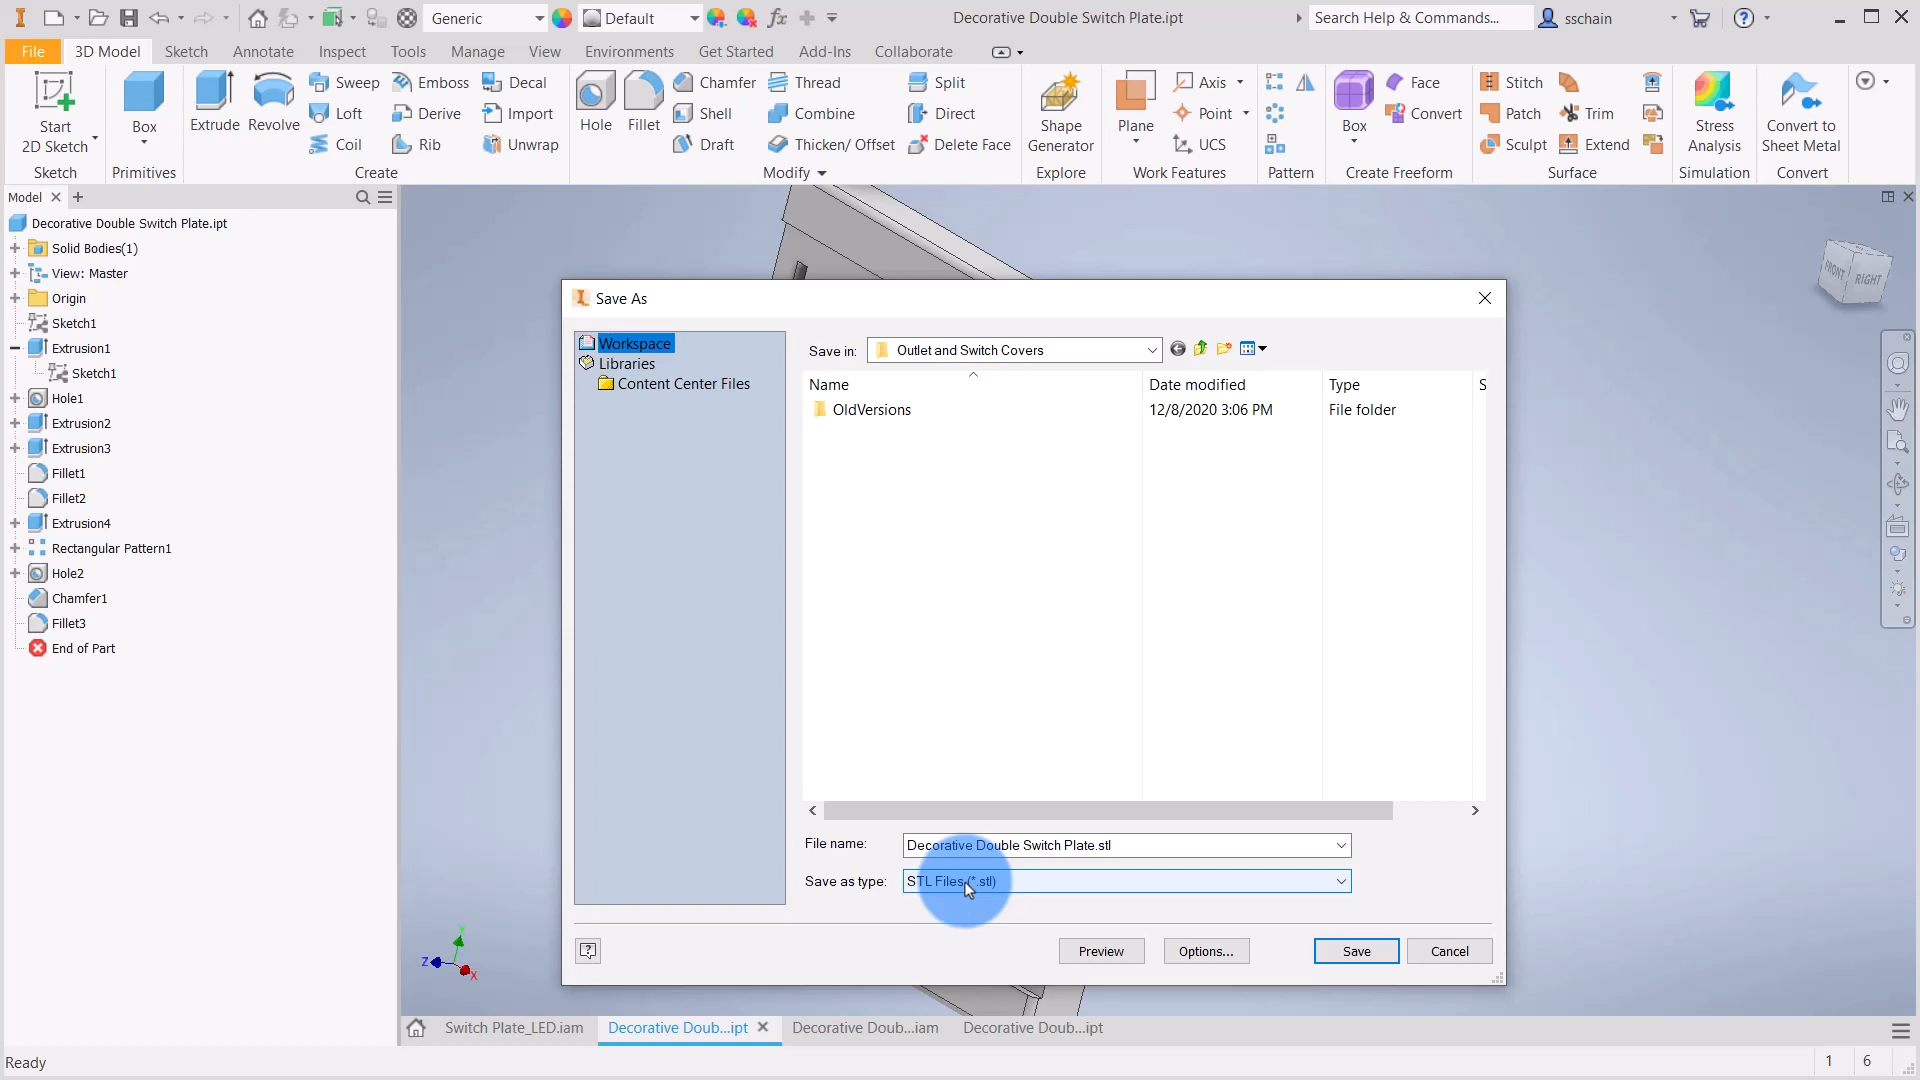 Generic
Default
fx
Decorative Double Switch Plate.ipt
Search Help & Commands...
sschain
File
3D Model
Sketch
Annotate
Inspect
Tools
Manage
View
Environments
Get Started
Add-Ins
Collaborate
Start
2D Sketch
Box
Extrude
Revolve
Sweep
Loft
Coil
Emboss
Derive
Rib
Decal
Import
Unwrap
Hole
Fillet
Chamfer
Shell
Draft
Thread
Combine
Thicken/ Offset
Split
Direct
Delete Face
Shape
Generator
Plane
Axis
Point
UCS
Box
Face
Convert
Stitch
Patch
Sculpt
Trim
Extend
Stress
Analysis
Convert to
Sheet Metal
Sketch
Primitives
Create
Modify
Explore
Work Features
Pattern
Create Freeform
Surface
Simulation
Convert
Model
Decorative Double Switch Plate.ipt
Solid Bodies(1)
View: Master
Origin
Sketch1
Extrusion1
Sketch1
Hole1
Extrusion2
Extrusion3
Fillet1
Fillet2
Extrusion4
Rectangular Pattern1
Hole2
Chamfer1
Fillet3
End of Part
FRONT
RIGHT
Save As
Workspace
Libraries
Content Center Files
Save in:
Outlet and Switch Covers
Name
Date modified
Type
S
OldVersions
12/8/2020 3:06 PM
File folder
File name:
Decorative Double Switch Plate.stl
Save as type:
STL Files (*.stl)
Preview
Options...
Save
Cancel
Y
Z
X
Switch Plate_LED.iam
Decorative Doub...ipt
Decorative Doub...iam
Decorative Doub...ipt
Ready
1
6